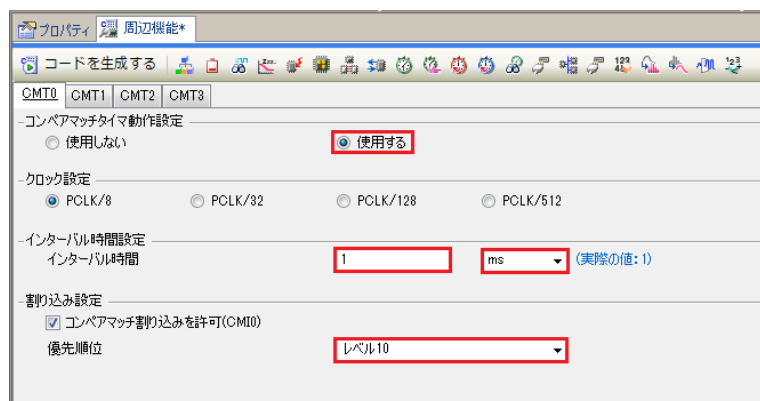 プロパティ 周辺機能*
コードを生成する
CMT0 CMT1 CMT2 CMT3
コンペアマッチタイマ動作設定
使用しない 使用する
クロック設定
PCLK/8 PCLK/32 PCLK/128 PCLK/512
インターバル時間設定
インターバル時間 1 ms (実際の値: 1)
割り込み設定
コンペアマッチ割り込みを許可(CMI0)
優先順位 レベル10